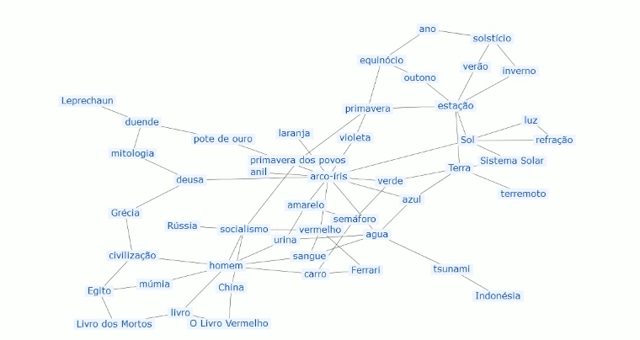 ano
solstício
equinócio
verão
inverno
outono
Leprechaun
primavera
estação
duende
luz
laranja
violeta
pote de ouro
Sol
refração
mitologia
primavera dos povos
Sistema Solar
anil
arco-íris
Terra
deusa
verde
terremoto
azul
amarelo
Grécia
semáforo
Rússia
socialismo
vermelho
agua
urina
civilização
sangue
homem
tsunami
carro
Ferrari
múmia
China
Egito
Indonésia
livro
Livro dos Mortos
O Livro Vermelho